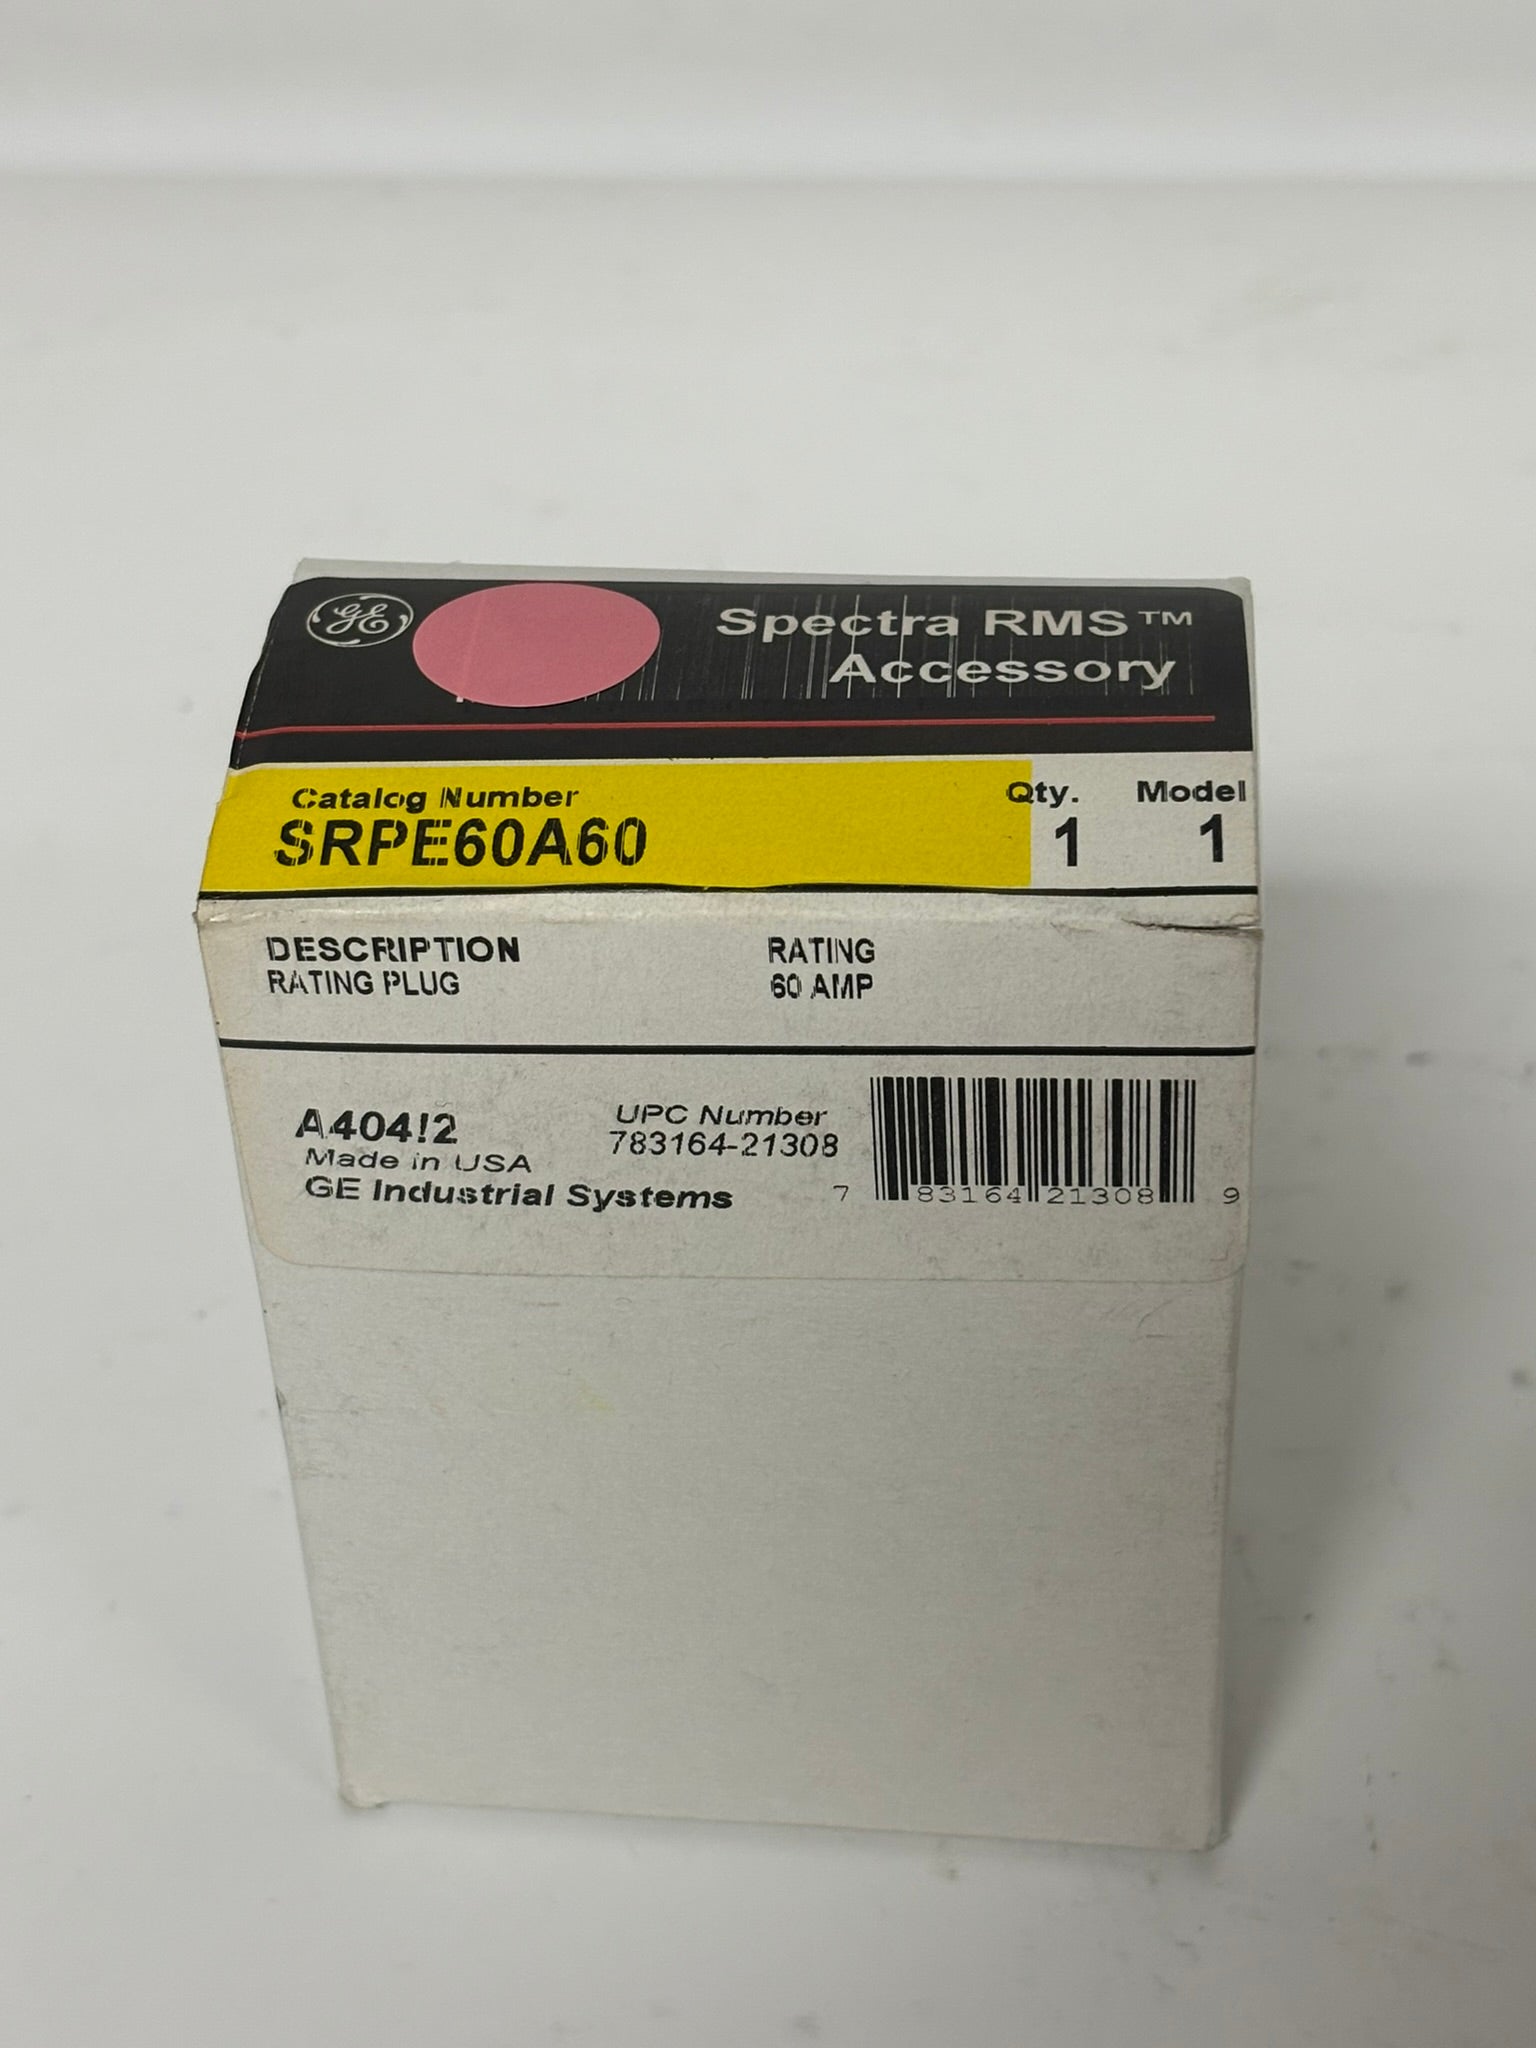 GE
Spectra RMS™
Accessory
Catalog Number
SRPE60A60
Qty.
1
Model
1
DESCRIPTION
RATING PLUG
RATING
60 AMP
A404!2
Made in USA
GE Industrial Systems
UPC Number
783164-21308
7 83164 21308 9